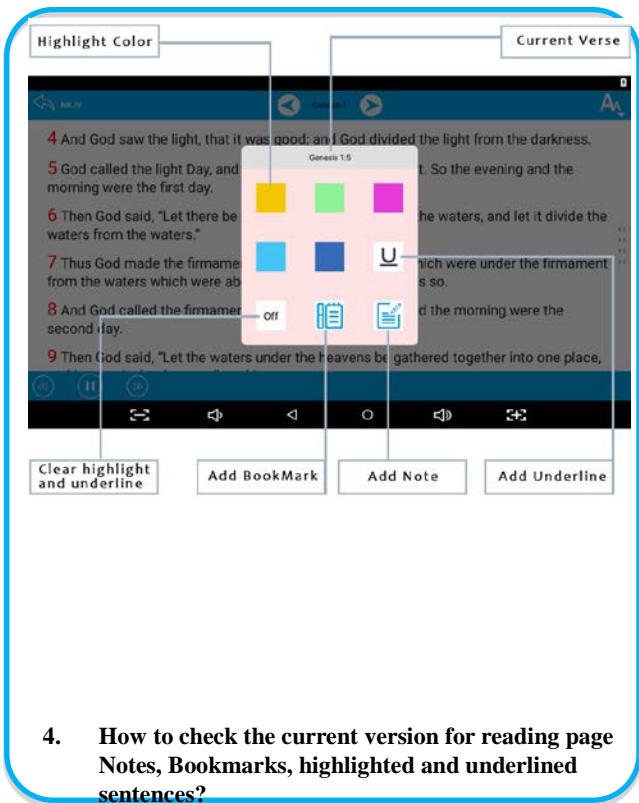 Highlight Color
Current Verse
NKJV
Genesis 1
4 And God saw the light, that it was good; and God divided the light from the darkness.
Genesis 1:5
5 God called the light Day, and t. So the evening and the
morning were the first day.
6 Then God said, "Let there be he waters, and let it divide the
waters from the waters."
7 Thus God made the firmame hich were under the firmament
from the waters which were abo s so.
8 And God called the firmamen d the morning were the
second day.
9 Then God said, "Let the waters under the heavens be gathered together into one place,
U
Off
Clear highlight
and underline
Add BookMark
Add Note
Add Underline
4. How to check the current version for reading page
Notes, Bookmarks, highlighted and underlined
sentences?